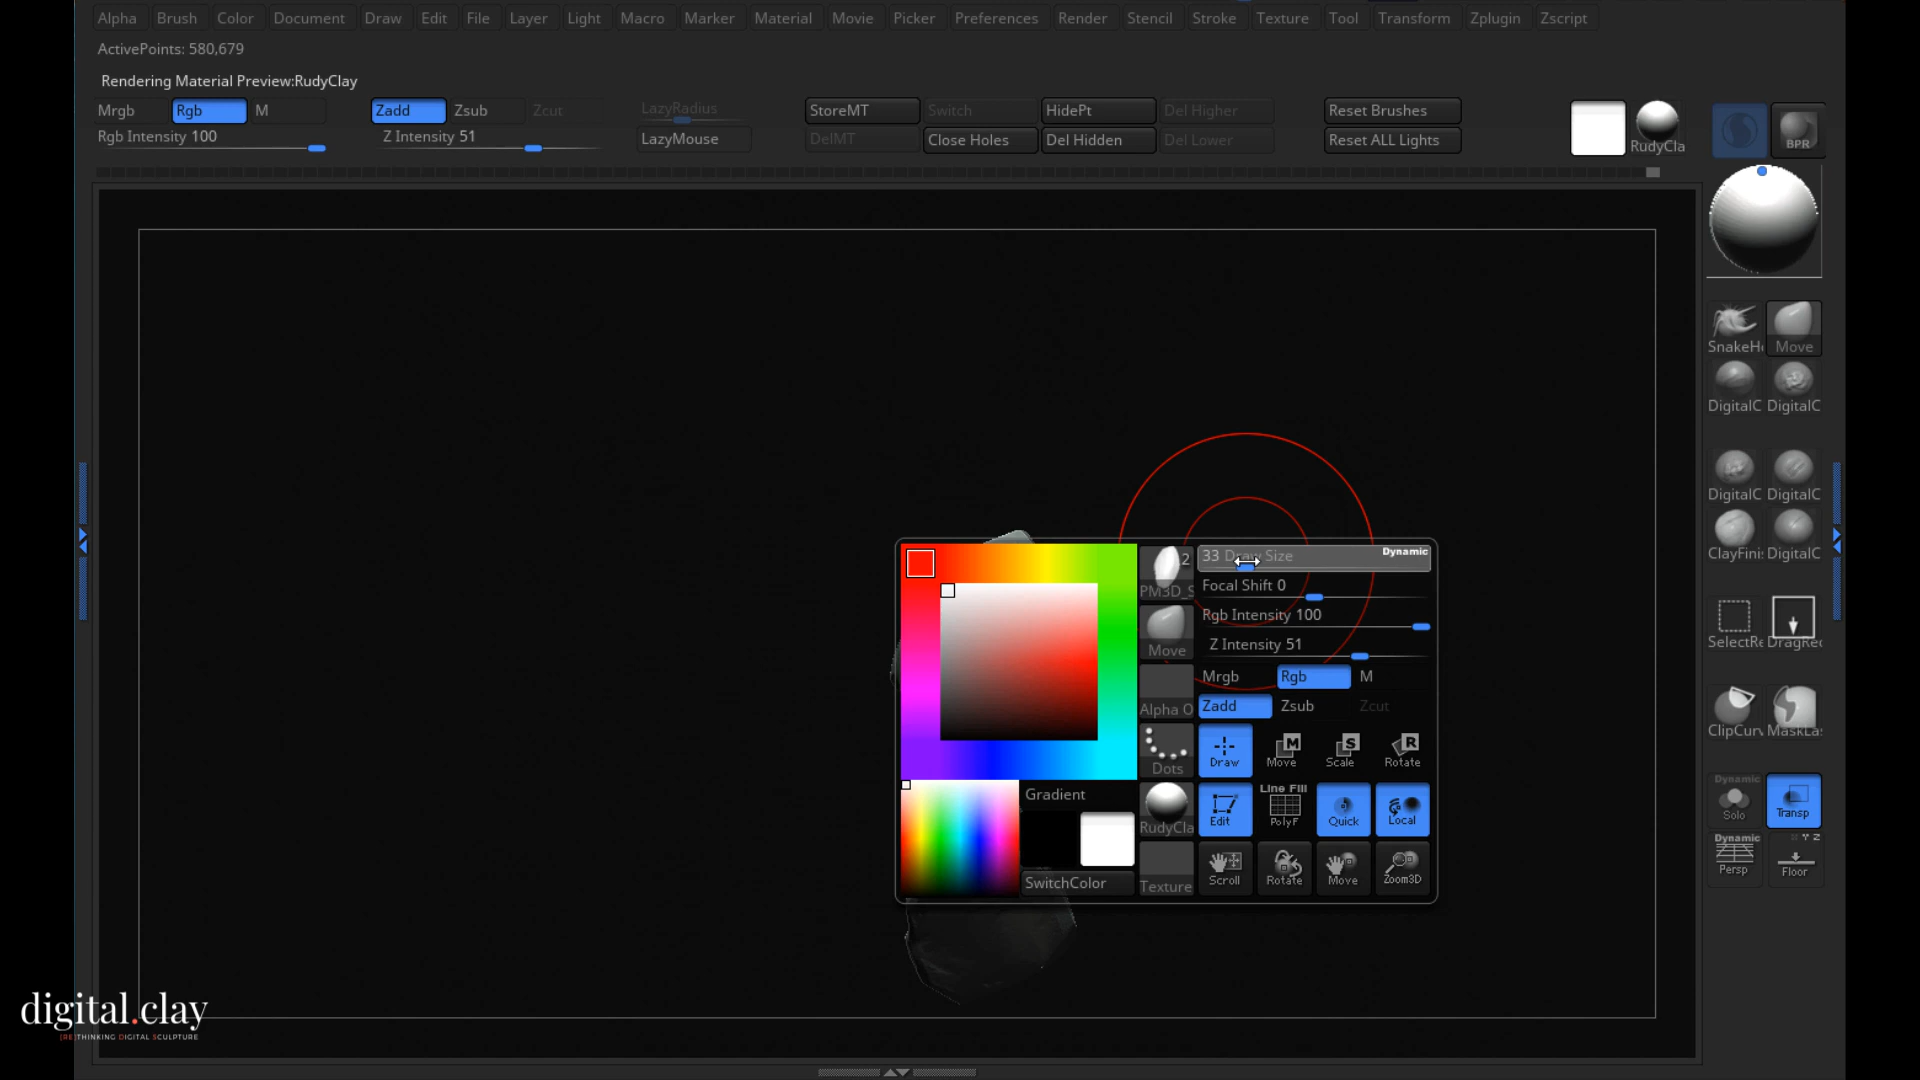 Alpha Brush Color Document Draw Edit File Layer Light Macro Marker Material Movie Picker Preferences Render Stencil Stroke Texture Tool Transform Zplugin Zscript
ActivePoints: 580,679
Rendering Material Preview:RudyClay
Mrgb Rgb M Zadd Zsub Zcut LazyRadius StoreMT Switch HidePt Del Higher Reset Brushes
Rgb Intensity 100 Z Intensity 51 LazyMouse DelMT Close Holes Del Hidden Del Lower Reset ALL Lights
RudyCla BPR
SnakeH Move
DigitalC DigitalC
DigitalC DigitalC
ClayFini DigitalC
SelectRe DragRec
ClipCurv MaskLas
Dynamic
Solo Transp
Dynamic Y Z
Persp Floor
2 33 Draw Size Dynamic
PM3D_S Focal Shift 0
Rgb Intensity 100
Move Z Intensity 51
Mrgb Rgb M
Alpha O Zadd Zsub Zcut
M S R
Dots Draw Move Scale Rotate
Gradient Line Fill
RudyCla Edit PolyF Quick Local
SwitchColor Texture Scroll Rotate Move Zoom3D
digital.clay
[RE]THINKING DIGITAL SCULPTURE